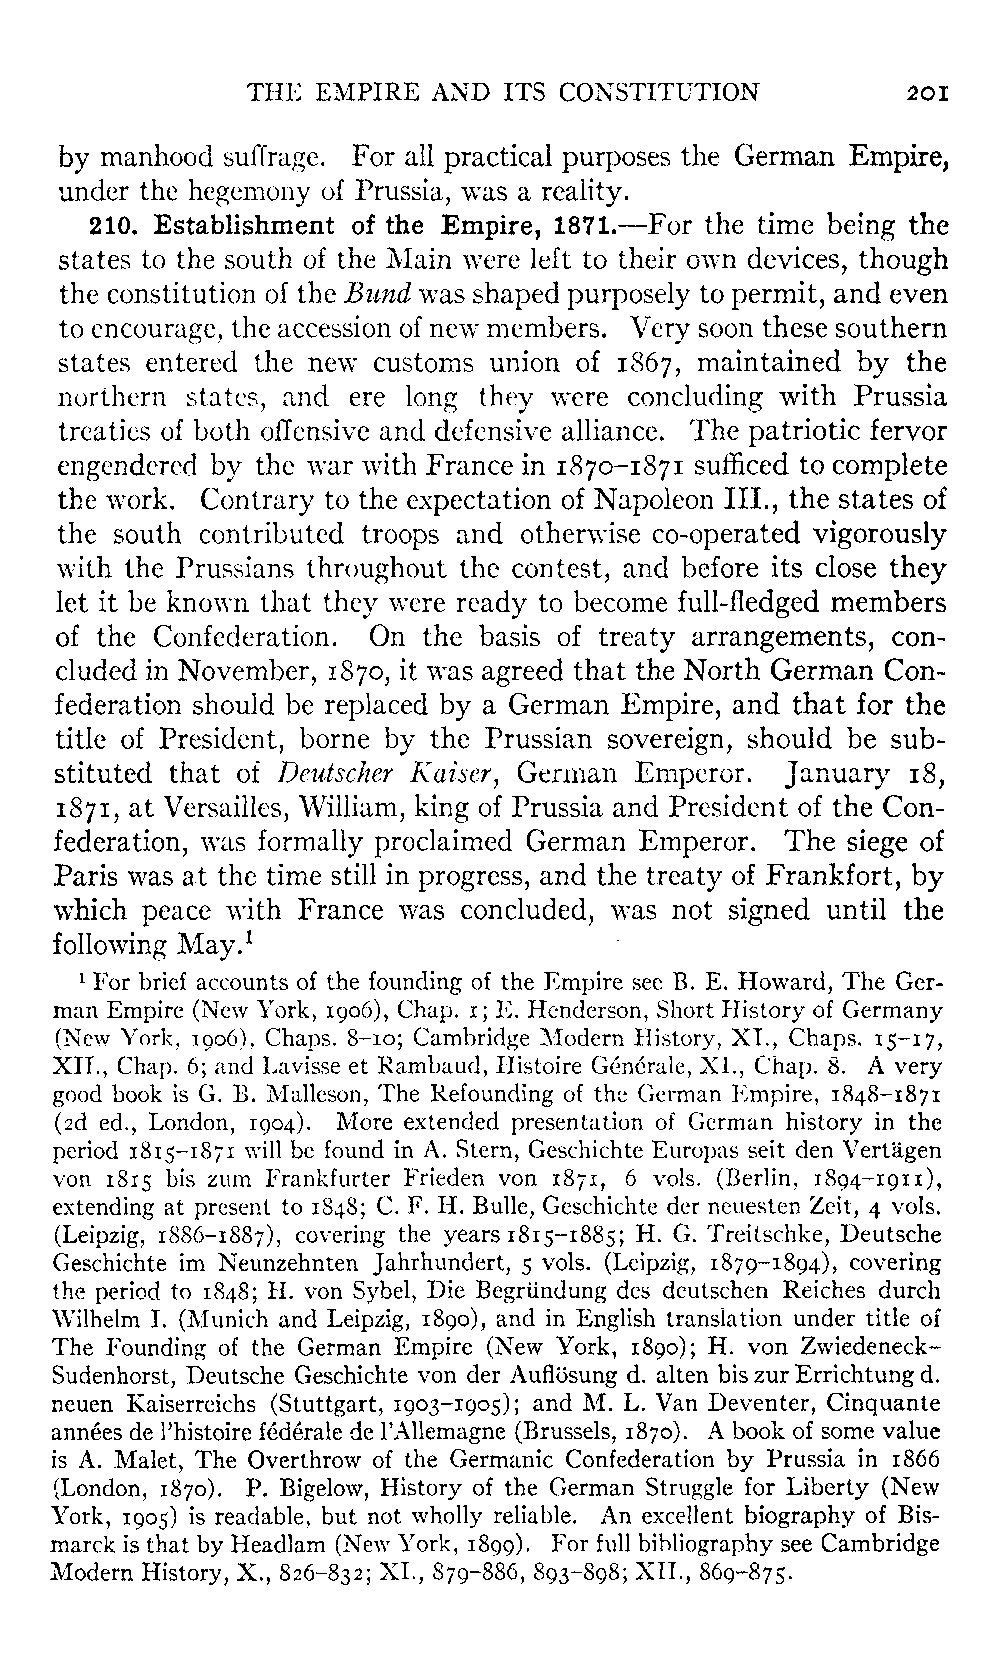 THE EMPIRE AND ITS CONSTITUTION 201
by manhood suffrage. For all practical purposes the German Empire,
under the hegemony of Prussia, was a reality.
210. Establishment of the Empire, 1871.—For the time being the
states to the south of the Main were left to their own devices, though
the constitution of the Bund was shaped purposely to permit, and even
to encourage, the accession of new members. Very soon these southern
states entered the new customs union of 1867, maintained by the
northern states, and ere long they were concluding with Prussia
treaties of both offensive and defensive alliance. The patriotic fervor
engendered by the war with France in 1870–1871 sufficed to complete
the work. Contrary to the expectation of Napoleon III., the states of
the south contributed troops and otherwise co-operated vigorously
with the Prussians throughout the contest, and before its close they
let it be known that they were ready to become full-fledged members
of the Confederation. On the basis of treaty arrangements, con-
cluded in November, 1870, it was agreed that the North German Con-
federation should be replaced by a German Empire, and that for the
title of President, borne by the Prussian sovereign, should be sub-
stituted that of Deutscher Kaiser, German Emperor. January 18,
1871, at Versailles, William, king of Prussia and President of the Con-
federation, was formally proclaimed German Emperor. The siege of
Paris was at the time still in progress, and the treaty of Frankfort, by
which peace with France was concluded, was not signed until the
following May.¹
¹ For brief accounts of the founding of the Empire see B. E. Howard, The Ger-
man Empire (New York, 1906), Chap. 1; E. Henderson, Short History of Germany
(New York, 1906), Chaps. 8–10; Cambridge Modern History, XI., Chaps. 15–17,
XII., Chap. 6; and Lavisse et Rambaud, Histoire Générale, XI., Chap. 8. A very
good book is G. B. Malleson, The Refounding of the German Empire, 1848–1871
(2d ed., London, 1904). More extended presentation of German history in the
period 1815–1871 will be found in A. Stern, Geschichte Europas seit den Vertägen
von 1815 bis zum Frankfurter Frieden von 1871, 6 vols. (Berlin, 1894–1911),
extending at present to 1848; C. F. H. Bulle, Geschichte der neuesten Zeit, 4 vols.
(Leipzig, 1886–1887), covering the years 1815–1885; H. G. Treitschke, Deutsche
Geschichte im Neunzehnten Jahrhundert, 5 vols. (Leipzig, 1879–1894), covering
the period to 1848; H. von Sybel, Die Begründung des deutschen Reiches durch
Wilhelm I. (Munich and Leipzig, 1890), and in English translation under title of
The Founding of the German Empire (New York, 1890); H. von Zwiedeneck-
Sudenhorst, Deutsche Geschichte von der Auflösung d. alten bis zur Errichtung d.
neuen Kaiserreichs (Stuttgart, 1903–1905); and M. L. Van Deventer, Cinquante
années de l'histoire fédérale de l'Allemagne (Brussels, 1870). A book of some value
is A. Malet, The Overthrow of the Germanic Confederation by Prussia in 1866
(London, 1870). P. Bigelow, History of the German Struggle for Liberty (New
York, 1905) is readable, but not wholly reliable. An excellent biography of Bis-
marck is that by Headlam (New York, 1899). For full bibliography see Cambridge
Modern History, X., 826–832; XI., 879–886, 893–898; XII., 869–875.